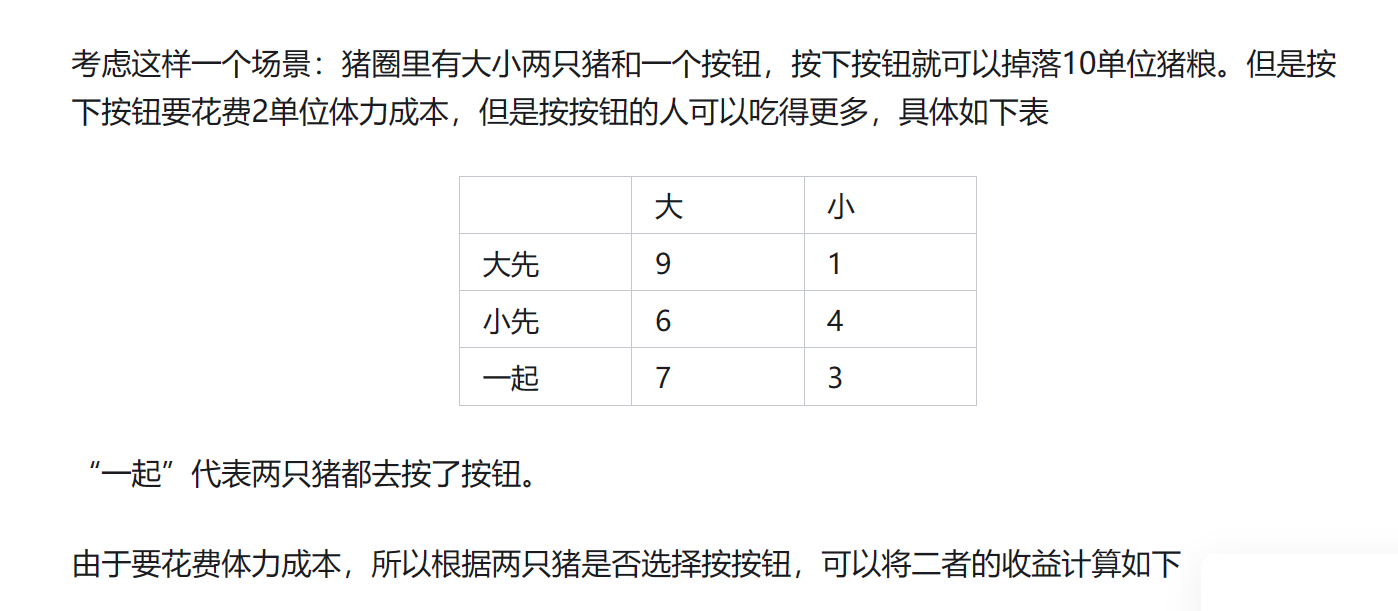 考虑这样一个场景：猪圈里有大小两只猪和一个按钮，按下按钮就可以掉落10单位猪粮。但是按
下按钮要花费2单位体力成本，但是按按钮的人可以吃得更多，具体如下表
大 小
大先 9 1
小先 6 4
一起 7 3
“一起”代表两只猪都去按了按钮。
由于要花费体力成本，所以根据两只猪是否选择按按钮，可以将二者的收益计算如下